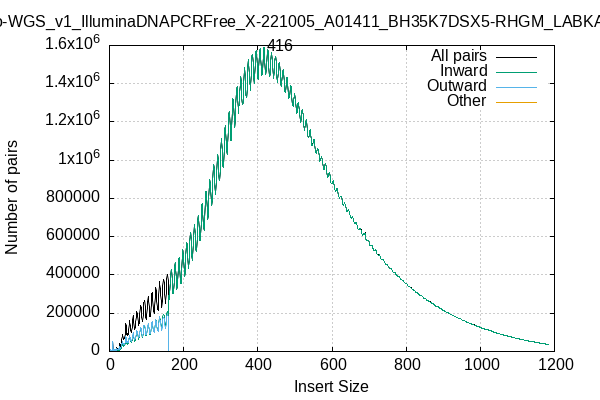 o-WGS_v1_IlluminaDNAPCRFree_X-221005_A01411_BH35K7DSX5-RHGM_LABKA
416
All pairs
Inward
Outward
Other
Number of pairs
1.6x10⁶
1.4x10⁶
1.2x10⁶
1x10⁶
800000
600000
400000
200000
0
0 200 400 600 800 1000 1200
Insert Size